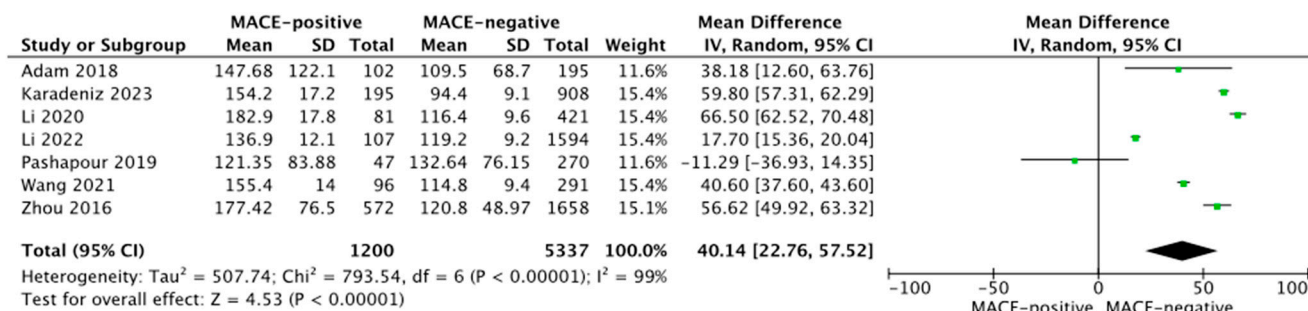 MACE-positive MACE-negative Mean Difference Mean Difference
Study or Subgroup Mean SD Total Mean SD Total Weight IV, Random, 95% CI IV, Random, 95% CI
Adam 2018 147.68 122.1 102 109.5 68.7 195 11.6% 38.18 [12.60, 63.76]
Karadeniz 2023 154.2 17.2 195 94.4 9.1 908 15.4% 59.80 [57.31, 62.29]
Li 2020 182.9 17.8 81 116.4 9.6 421 15.4% 66.50 [62.52, 70.48]
Li 2022 136.9 12.1 107 119.2 9.2 1594 15.4% 17.70 [15.36, 20.04]
Pashapour 2019 121.35 83.88 47 132.64 76.15 270 11.6% -11.29 [-36.93, 14.35]
Wang 2021 155.4 14 96 114.8 9.4 291 15.4% 40.60 [37.60, 43.60]
Zhou 2016 177.42 76.5 572 120.8 48.97 1658 15.1% 56.62 [49.92, 63.32]
Total (95% CI) 1200 5337 100.0% 40.14 [22.76, 57.52]
Heterogeneity: Tau² = 507.74; Chi² = 793.54, df = 6 (P < 0.00001); I² = 99%
Test for overall effect: Z = 4.53 (P < 0.00001)
-100 -50 0 50 100
MACE-positive MACE-negative